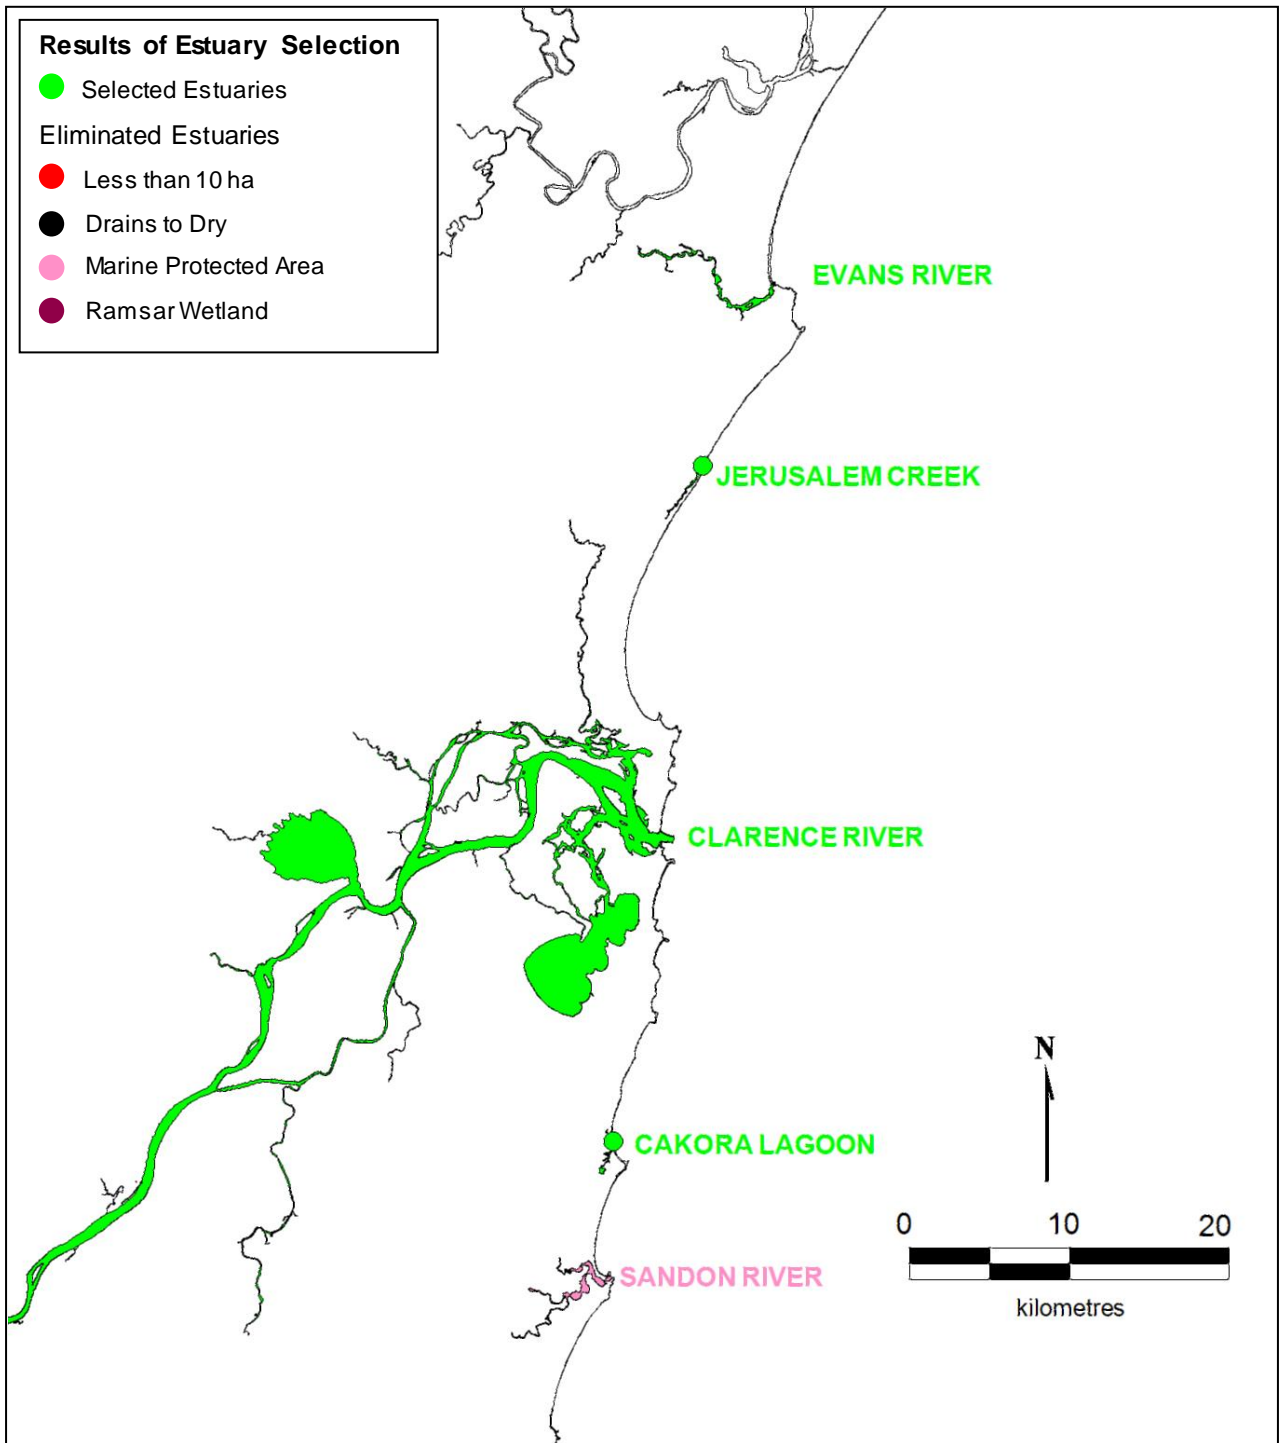 Results of Estuary Selection
Selected Estuaries
Eliminated Estuaries
Less than 10 ha
Drains to Dry
Marine Protected Area
Ramsar Wetland
EVANS RIVER
JERUSALEM CREEK
CLARENCE RIVER
CAKORA LAGOON
SANDON RIVER
N
0 10 20
kilometres